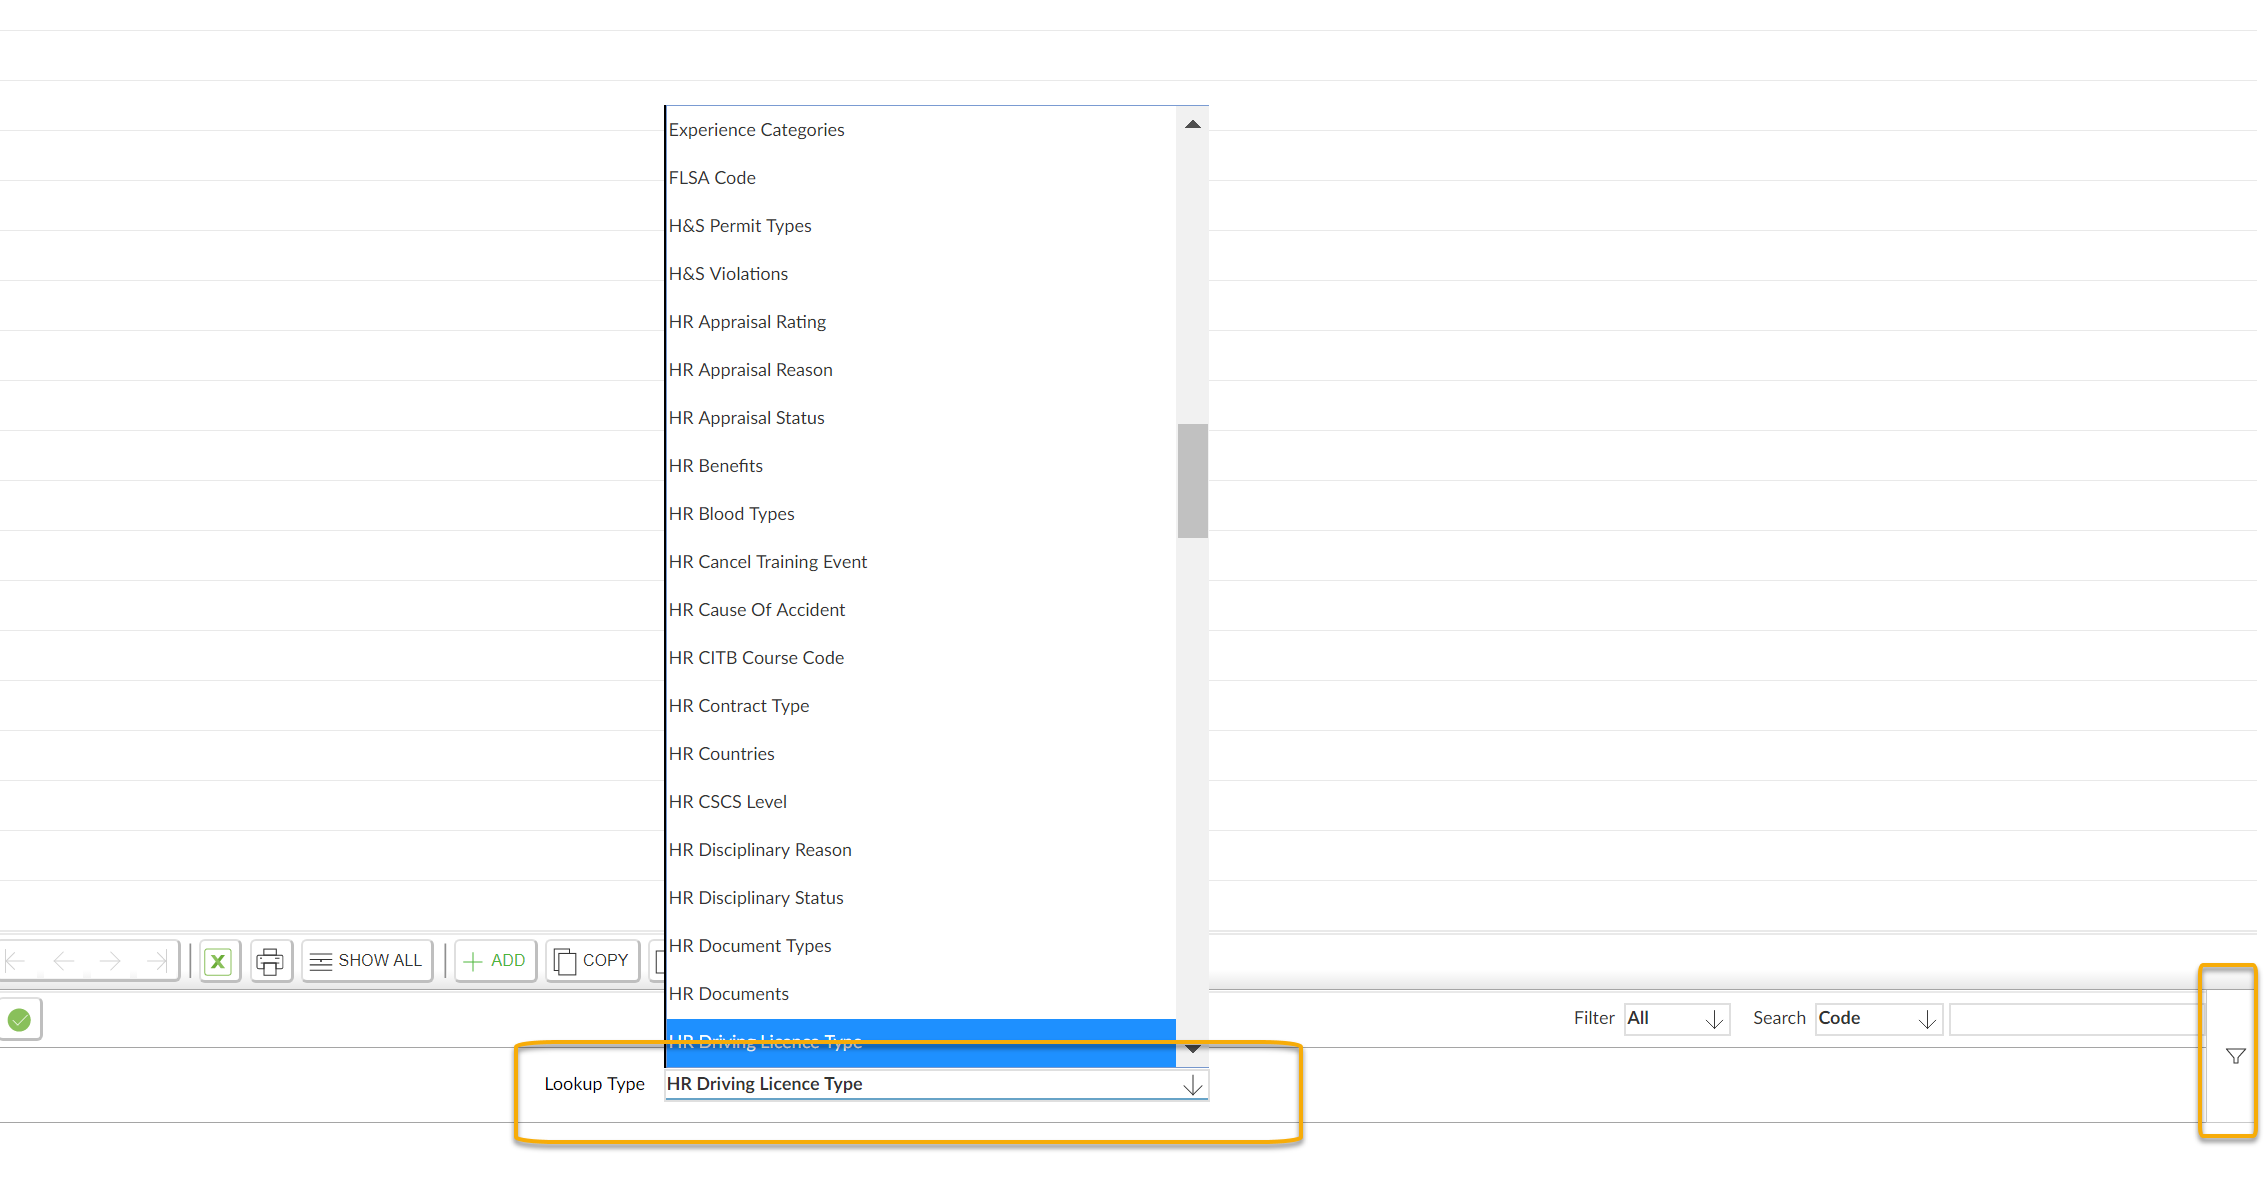 Experience Categories
FLSA Code
H&S Permit Types
H&S Violations
HR Appraisal Rating
HR Appraisal Reason
HR Appraisal Status
HR Benefits
HR Blood Types
HR Cancel Training Event
HR Cause Of Accident
HR CITB Course Code
HR Contract Type
HR Countries
HR CSCS Level
HR Disciplinary Reason
HR Disciplinary Status
HR Document Types
HR Documents
HR Driving Licence Type
SHOW ALL ADD COPY
Filter All Search Code
Lookup Type HR Driving Licence Type